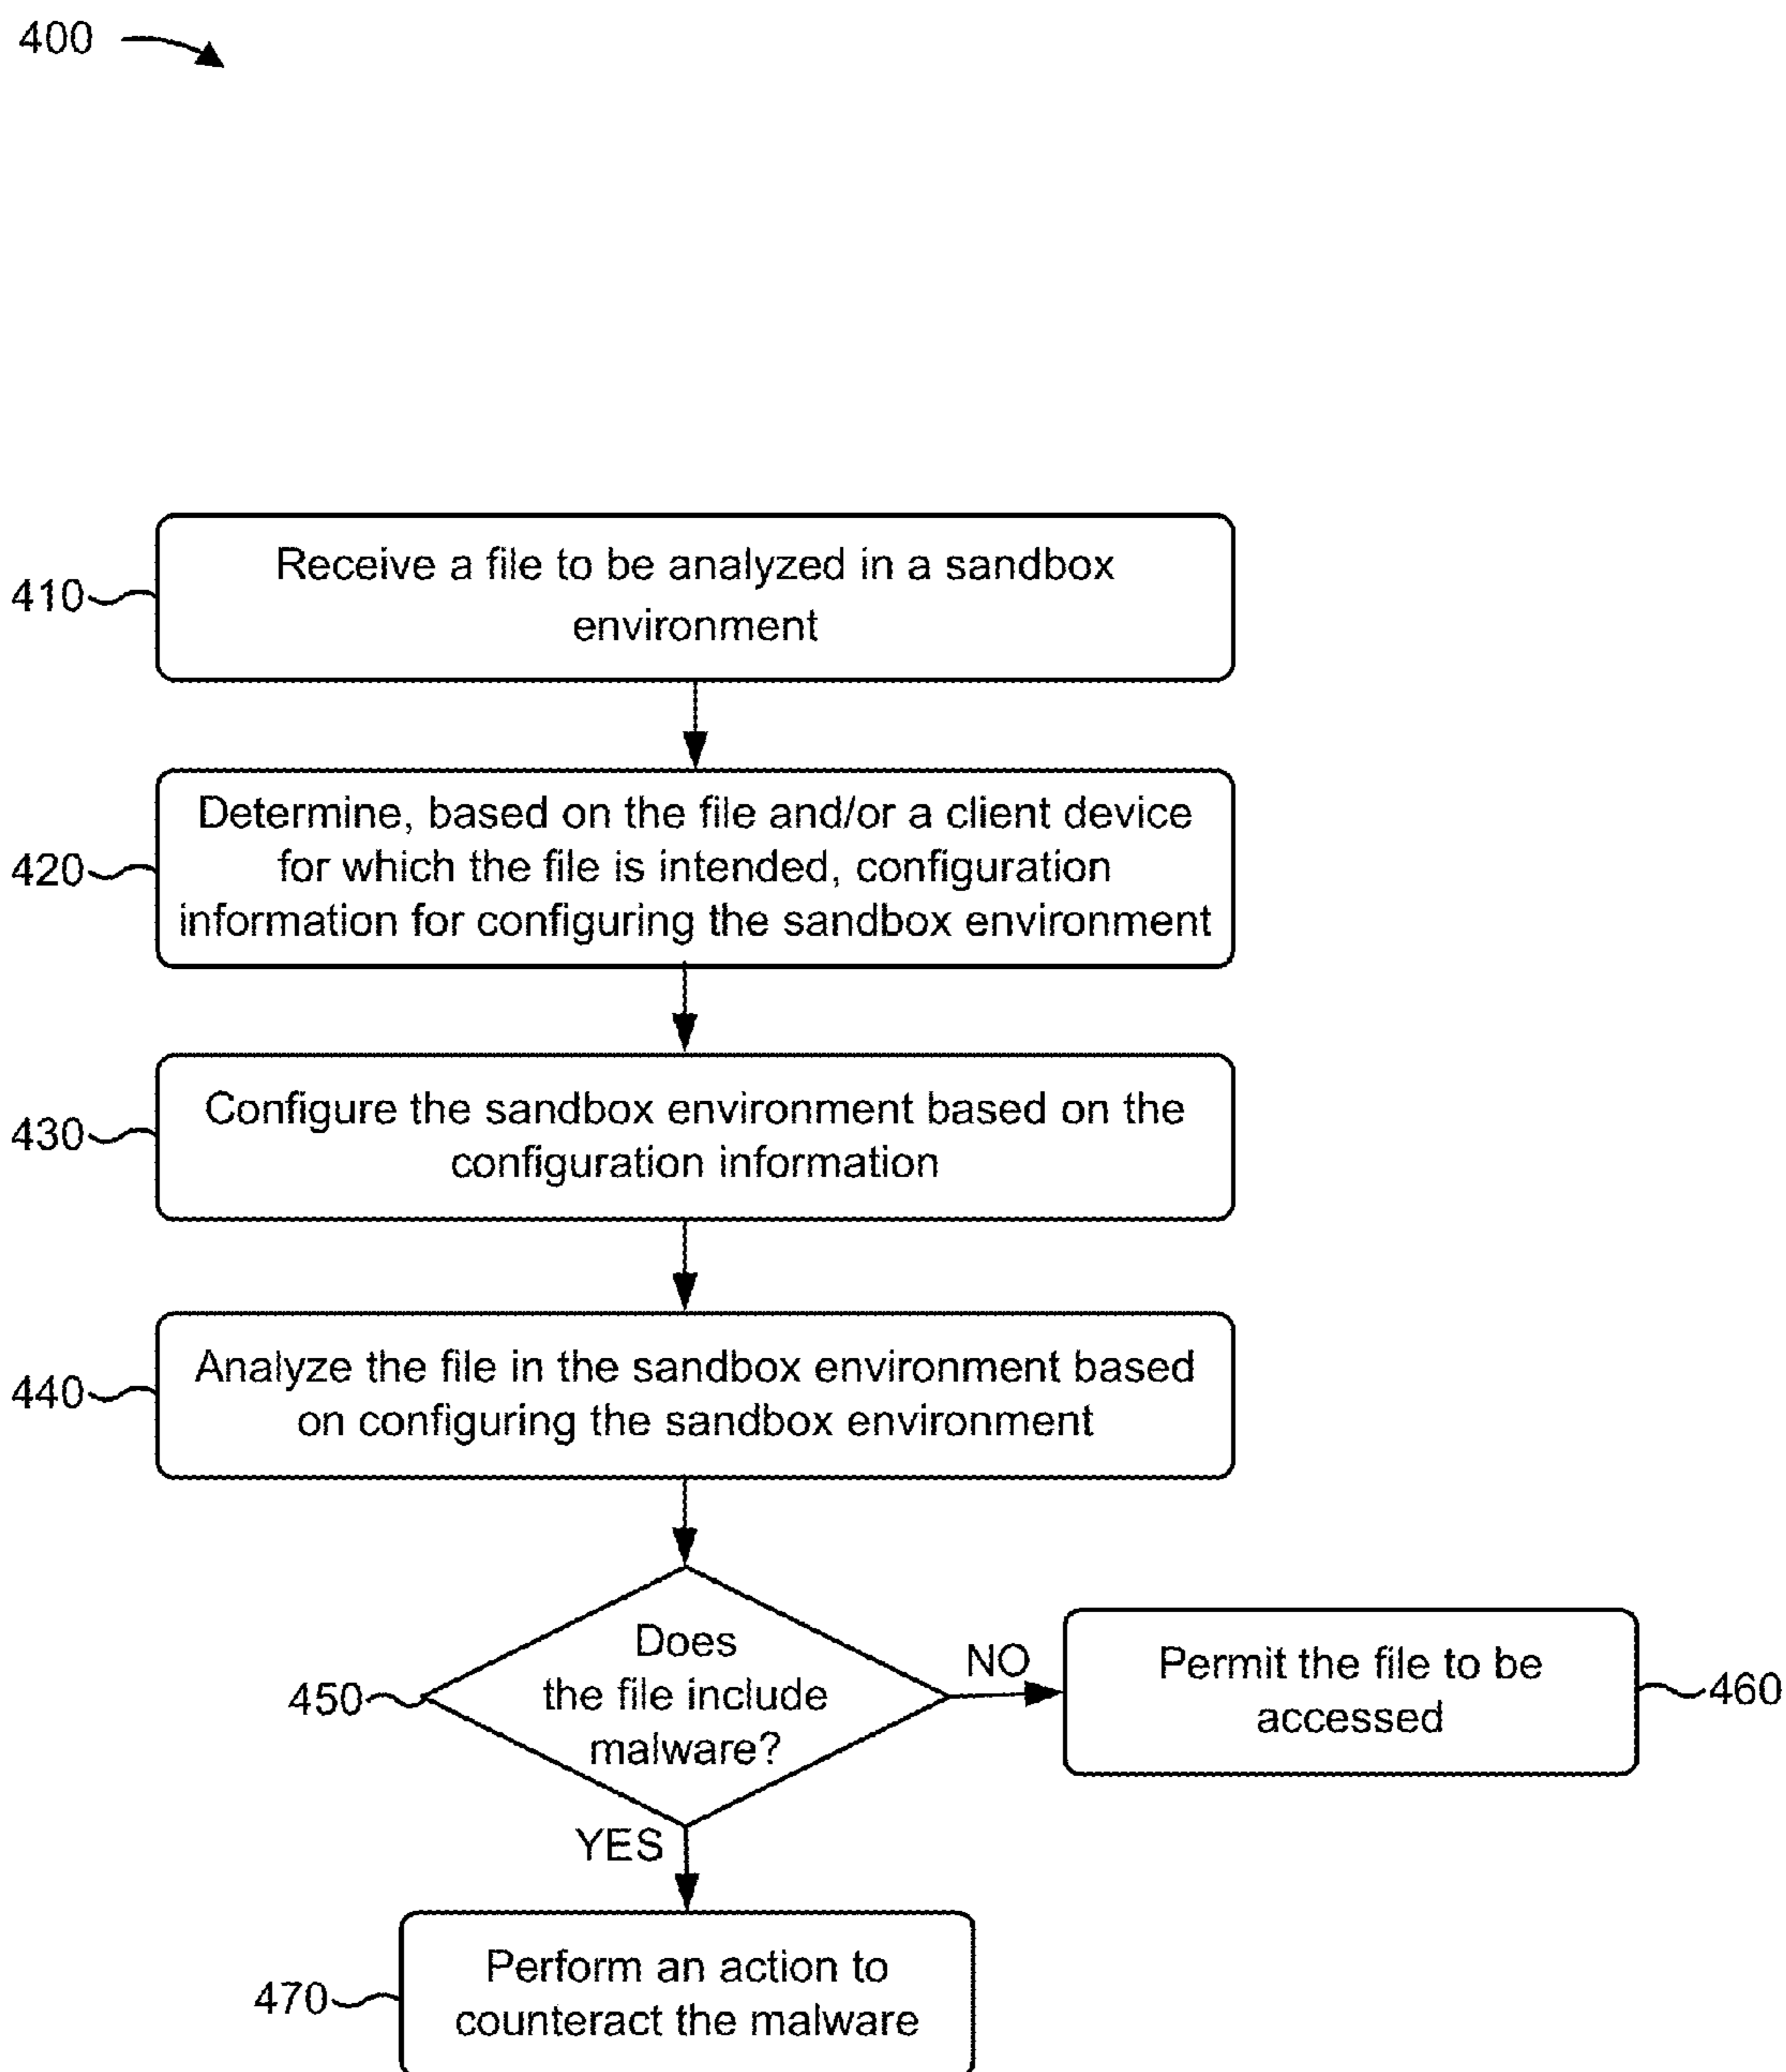 400
410
Receive a file to be analyzed in a sandbox
environment
420
Determine, based on the file and/or a client device
for which the file is intended, configuration
information for configuring the sandbox environment
430
Configure the sandbox environment based on the
configuration information
440
Analyze the file in the sandbox environment based
on configuring the sandbox environment
450
Does
the file include
malware?
NO
Permit the file to be
accessed
460
YES
470
Perform an action to
counteract the malware